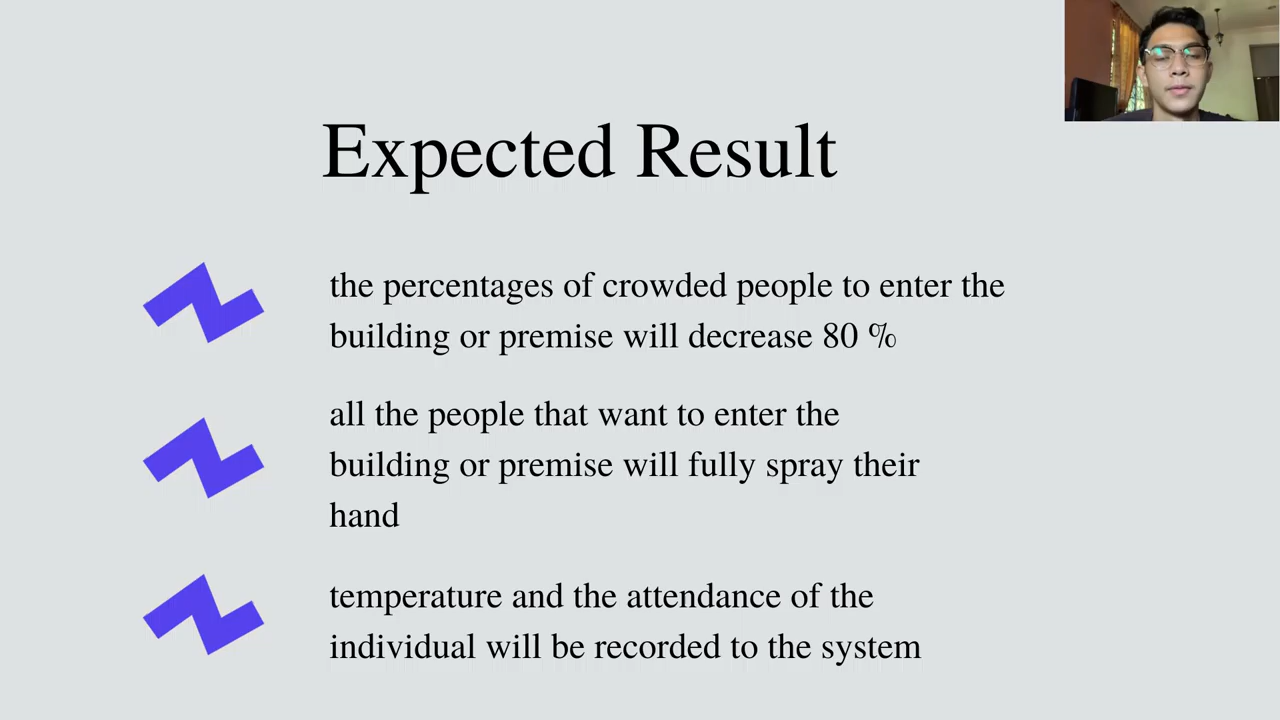 Expected Result
the percentages of crowded people to enter the
building or premise will decrease 80 %
all the people that want to enter the
building or premise will fully spray their
hand
temperature and the attendance of the
individual will be recorded to the system